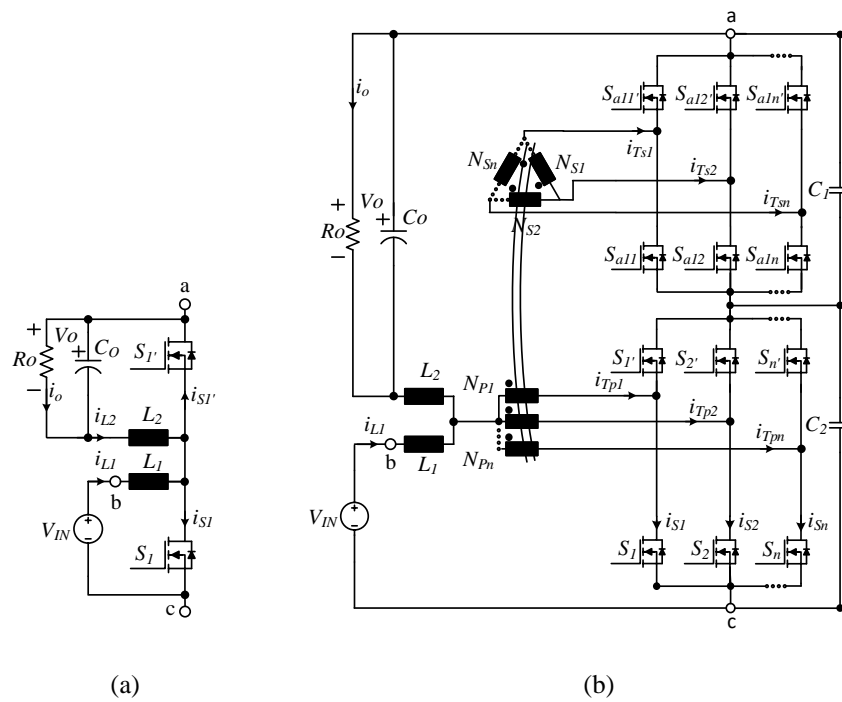 a
S1'
iS1'
Vo
Co
Ro
io
iL2
L2
iL1
L1
b
VIN
iS1
S1
c
(a)
a
io
Sa11'
Sa12'
Sa1n'
NSn
NS1
NS2
iTs1
iTs2
iTsn
C1
Vo
Co
Ro
Sa11
Sa12
Sa1n
S1'
S2'
Sn'
L2
NP1
iTp1
iTp2
iTpn
NPn
iL1
b
L1
C2
VIN
iS1
iS2
iSn
S1
S2
Sn
c
(b)